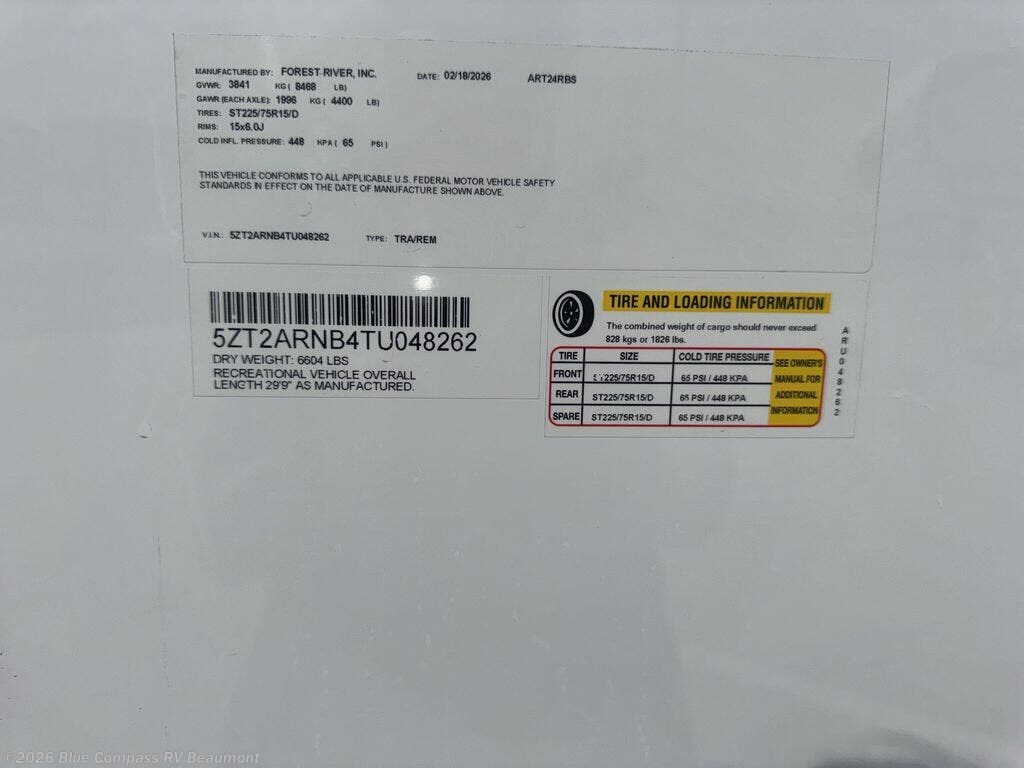 MANUFACTURED BY: FOREST RIVER, INC. DATE: 02/18/2026 ART24RBS
GVWR: 3841 KG ( 8468 LB)
GAWR (EACH AXLE): 1996 KG ( 4400 LB)
TIRES: ST225/75R15/D
RIMS: 15x6.0J
COLD INFL. PRESSURE: 448 KPA ( 65 PSI )
THIS VEHICLE CONFORMS TO ALL APPLICABLE U.S. FEDERAL MOTOR VEHICLE SAFETY
STANDARDS IN EFFECT ON THE DATE OF MANUFACTURE SHOWN ABOVE.
V.I.N.: 5ZT2ARNB4TU048262 TYPE: TRA/REM
5ZT2ARNB4TU048262
DRY WEIGHT: 6604 LBS
RECREATIONAL VEHICLE OVERALL
LENGTH 29'9" AS MANUFACTURED.
TIRE AND LOADING INFORMATION
The combined weight of cargo should never exceed
828 kgs or 1826 lbs.
TIRE SIZE COLD TIRE PRESSURE
FRONT ST225/75R15/D 65 PSI / 448 KPA
REAR ST225/75R15/D 65 PSI / 448 KPA
SPARE ST225/75R15/D 65 PSI / 448 KPA
SEE OWNER'S
MANUAL FOR
ADDITIONAL
INFORMATION
ARU048262
©2026 Blue Compass RV Beaumont